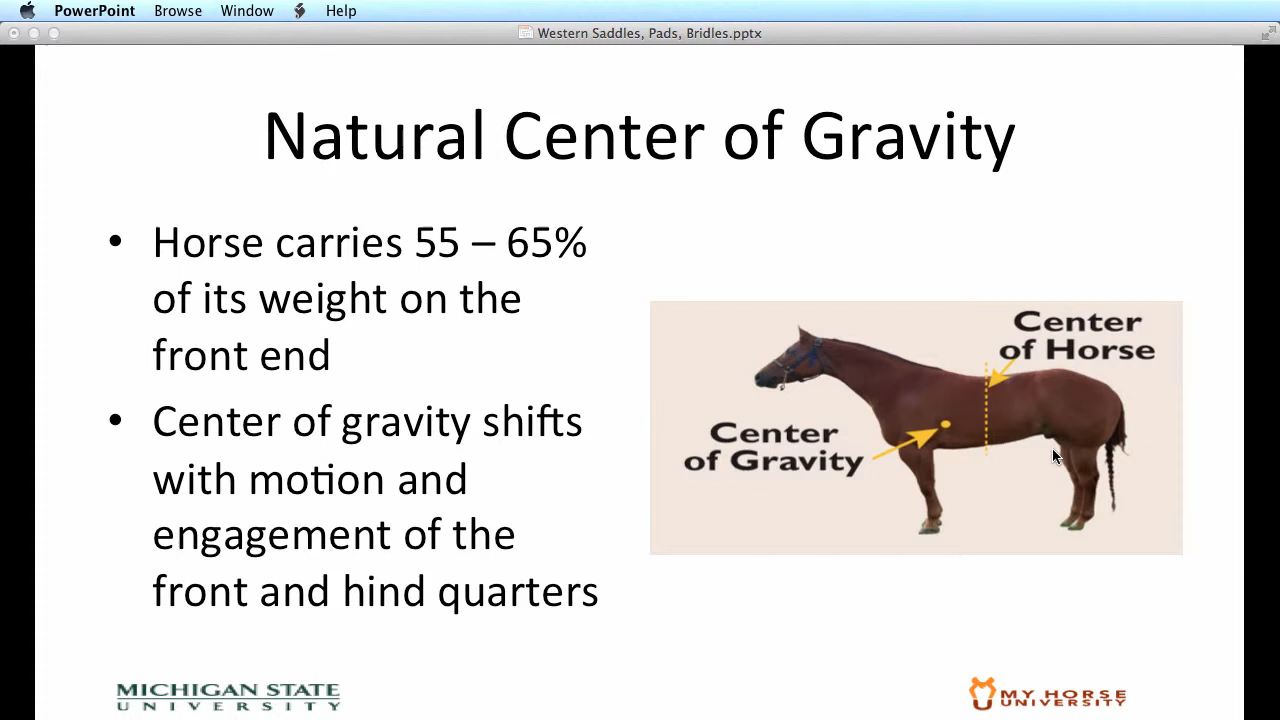 PowerPoint Browse Window Help
Western Saddles, Pads, Bridles.pptx
Natural Center of Gravity
• Horse carries 55 – 65%
of its weight on the
front end
• Center of gravity shifts
with motion and
engagement of the
front and hind quarters
Center
of Horse
Center
of Gravity
MICHIGAN STATE
UNIVERSITY
MY HORSE
UNIVERSITY